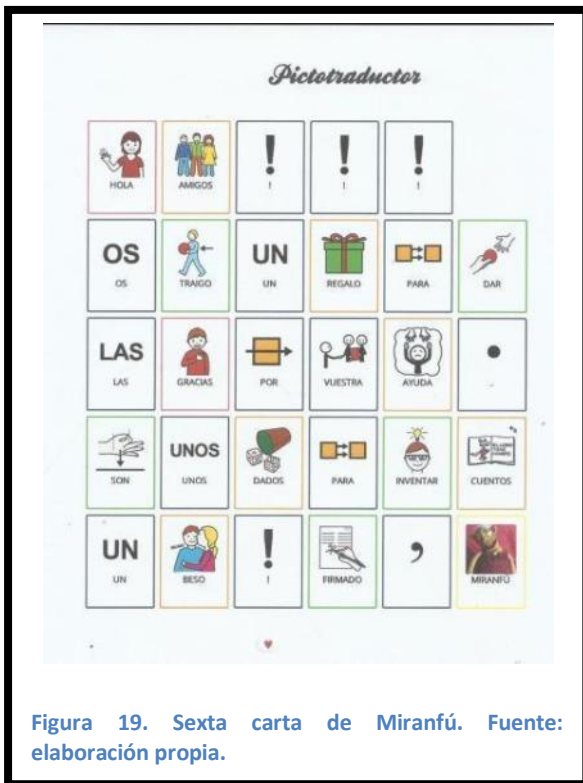 Pictotraductor
HOLA AMIGOS ! ! !
! ! !
OS UN
OS TRAIGO UN REGALO PARA DAR
LAS
LAS GRACIAS POR VUESTRA AYUDA .
UNOS
SON UNOS DADOS PARA INVENTAR CUENTOS
UN ! ,
UN BESO ! FIRMADO , MIRANFÚ
Figura 19. Sexta carta de Miranfú. Fuente:
elaboración propia.